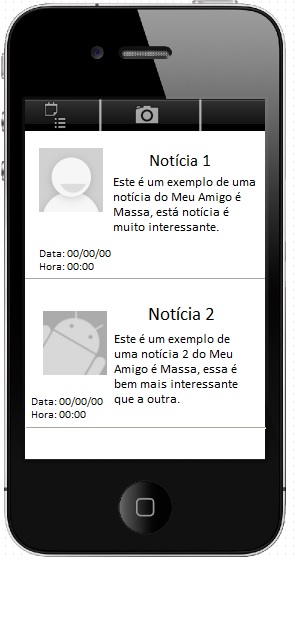 Notícia 1
Este é um exemplo de uma
notícia do Meu Amigo é
Massa, está notícia é
muito interessante.
Data: 00/00/00
Hora: 00:00
Notícia 2
Este é um exemplo de
uma notícia 2 do Meu
Amigo é Massa, essa é
bem mais interessante
que a outra.
Data: 00/00/00
Hora: 00:00